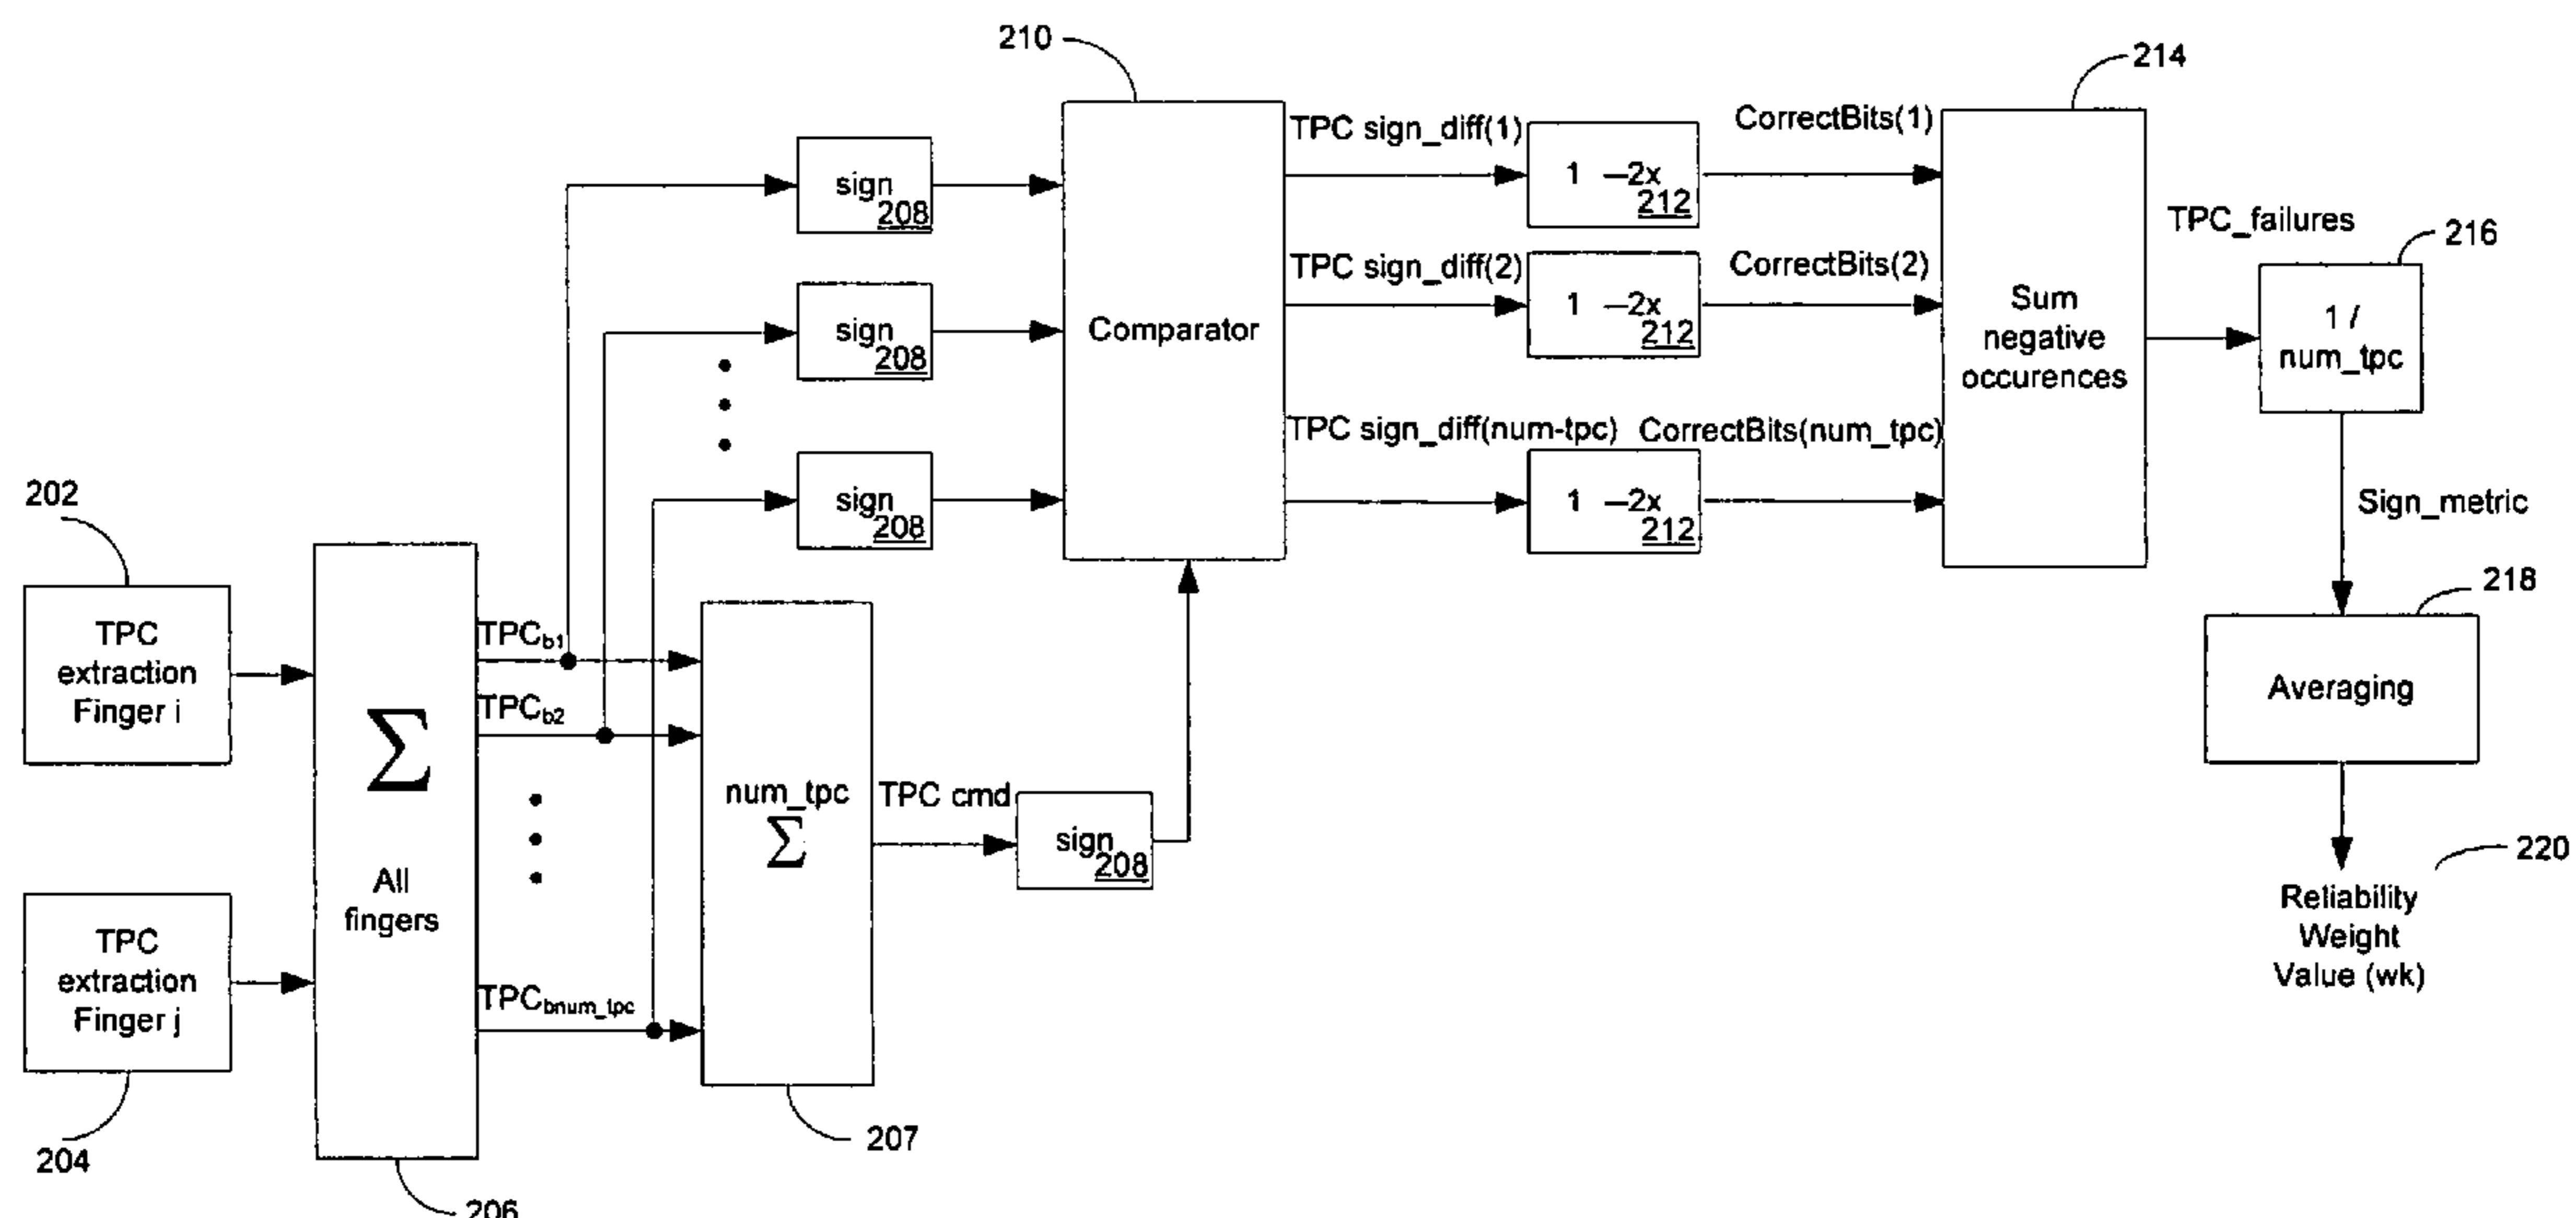 210
214
TPC sign_diff(1)
CorrectBits(1)
sign
208
1 –2x
212
TPC_failures
216
TPC sign_diff(2)
CorrectBits(2)
sign
208
Comparator
1 –2x
212
Sum
negative
occurences
1 /
num_tpc
TPC sign_diff(num-tpc)
CorrectBits(num_tpc)
202
sign
208
1 –2x
212
Sign_metric
218
TPC
extraction
Finger i
TPCb1
Averaging
TPCb2
Σ
All
fingers
num_tpc
Σ
TPC cmd
sign
208
220
Reliability
Weight
Value (wk)
TPC
extraction
Finger j
TPCbnum_tpc
204
207
206